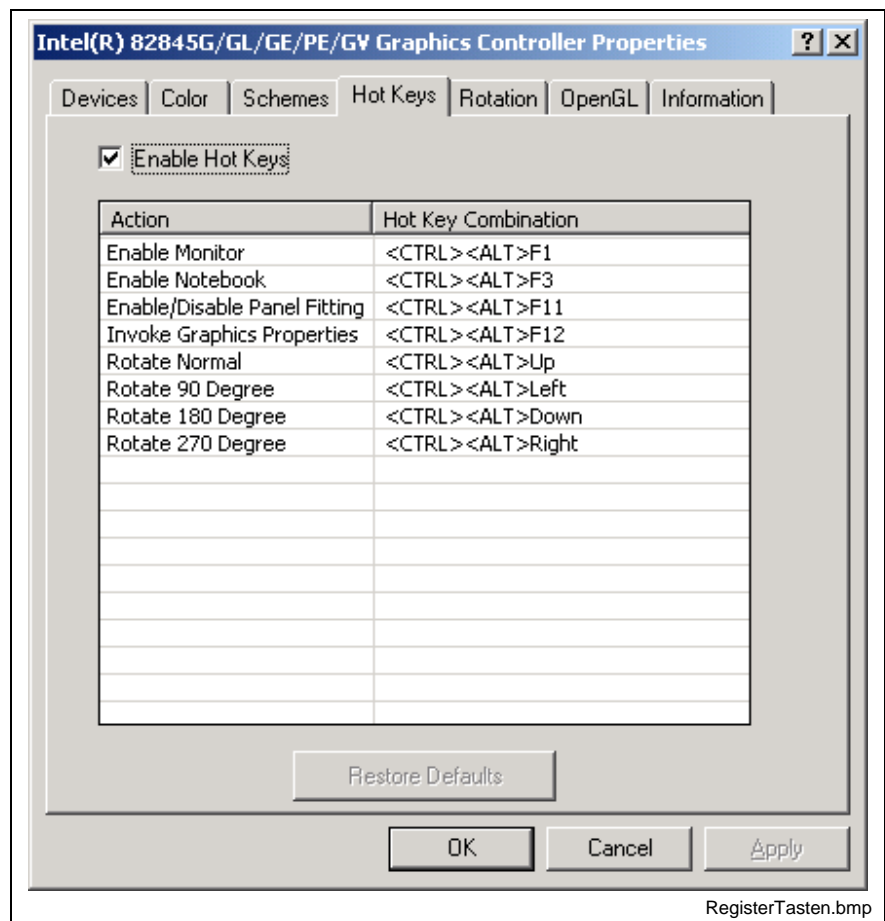 Intel(R) 82845G/GL/GE/PE/GV Graphics Controller Properties
Devices Color Schemes Hot Keys Rotation OpenGL Information
Enable Hot Keys
Action Hot Key Combination
Enable Monitor <CTRL><ALT>F1
Enable Notebook <CTRL><ALT>F3
Enable/Disable Panel Fitting <CTRL><ALT>F11
Invoke Graphics Properties <CTRL><ALT>F12
Rotate Normal <CTRL><ALT>Up
Rotate 90 Degree <CTRL><ALT>Left
Rotate 180 Degree <CTRL><ALT>Down
Rotate 270 Degree <CTRL><ALT>Right
Restore Defaults
OK Cancel Apply
RegisterTasten.bmp